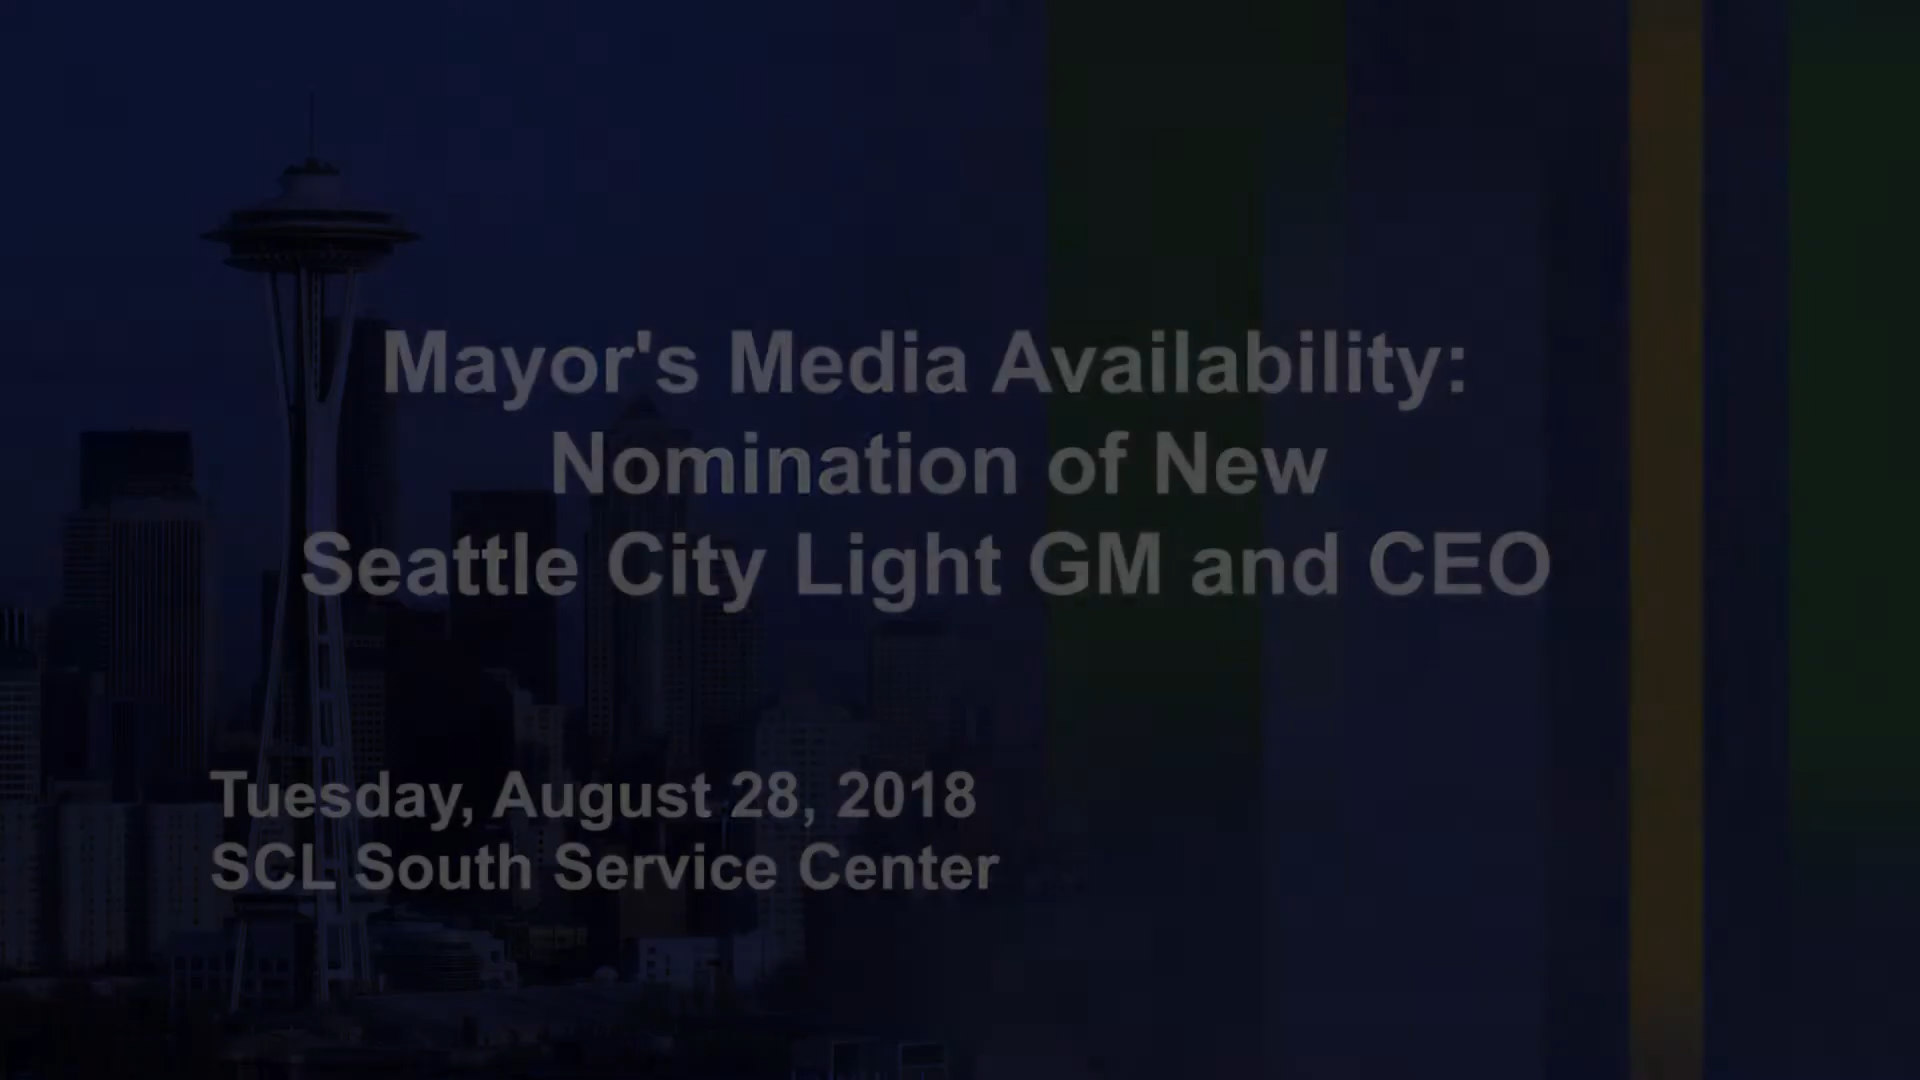 Mayor's Media Availability:
Nomination of New
Seattle City Light GM and CEO
Tuesday, August 28, 2018
SCL South Service Center